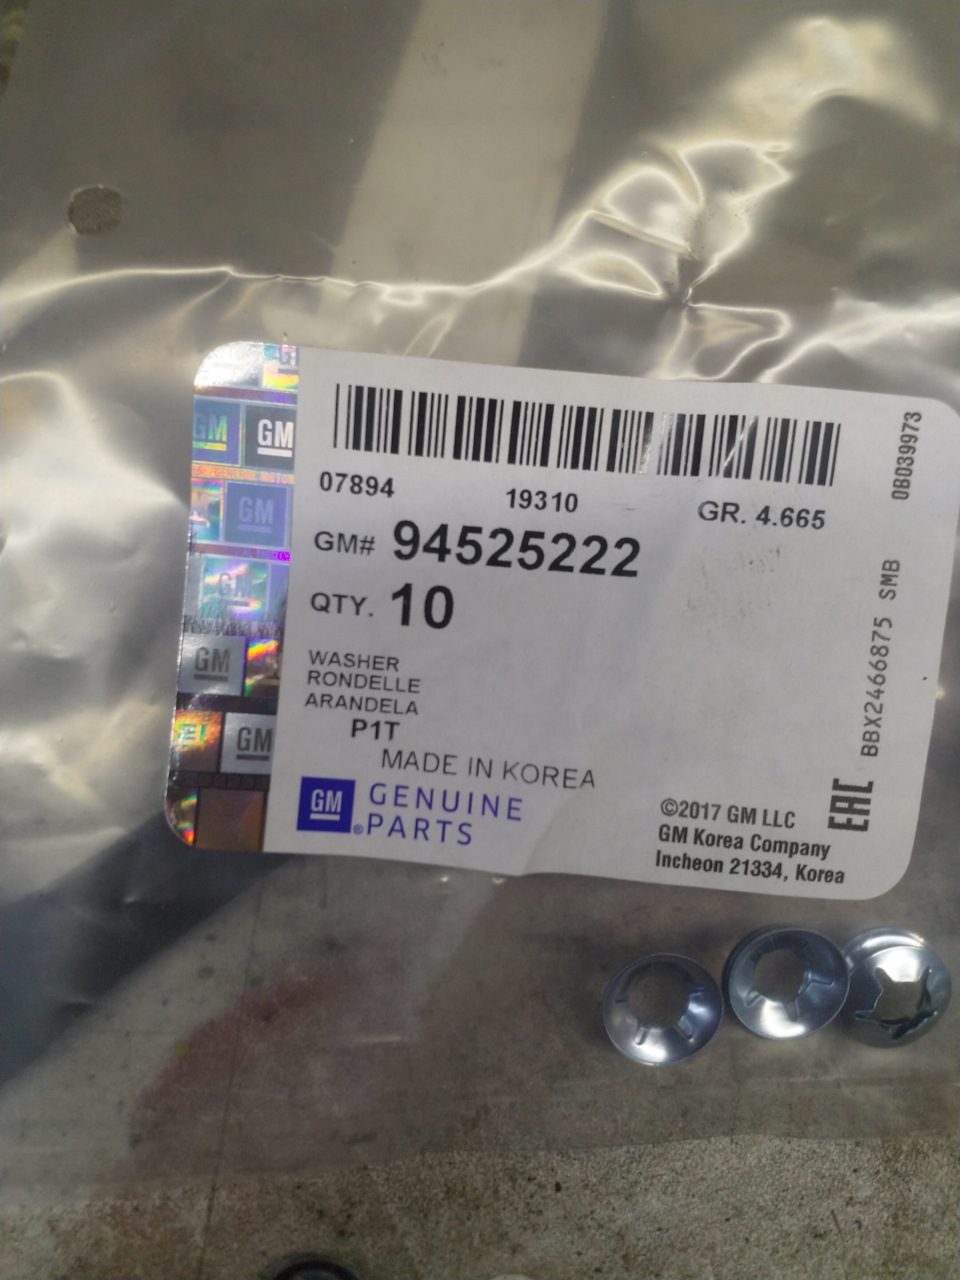 07894 19310 GR. 4.665
GM# 94525222
QTY. 10
WASHER
RONDELLE
ARANDELA
P1T
MADE IN KOREA
GM GENUINE
® PARTS
©2017 GM LLC
GM Korea Company
Incheon 21334, Korea
EAC
BBX2466875 SMB 0B039973
GM
GM
GM
GM
GM
GM